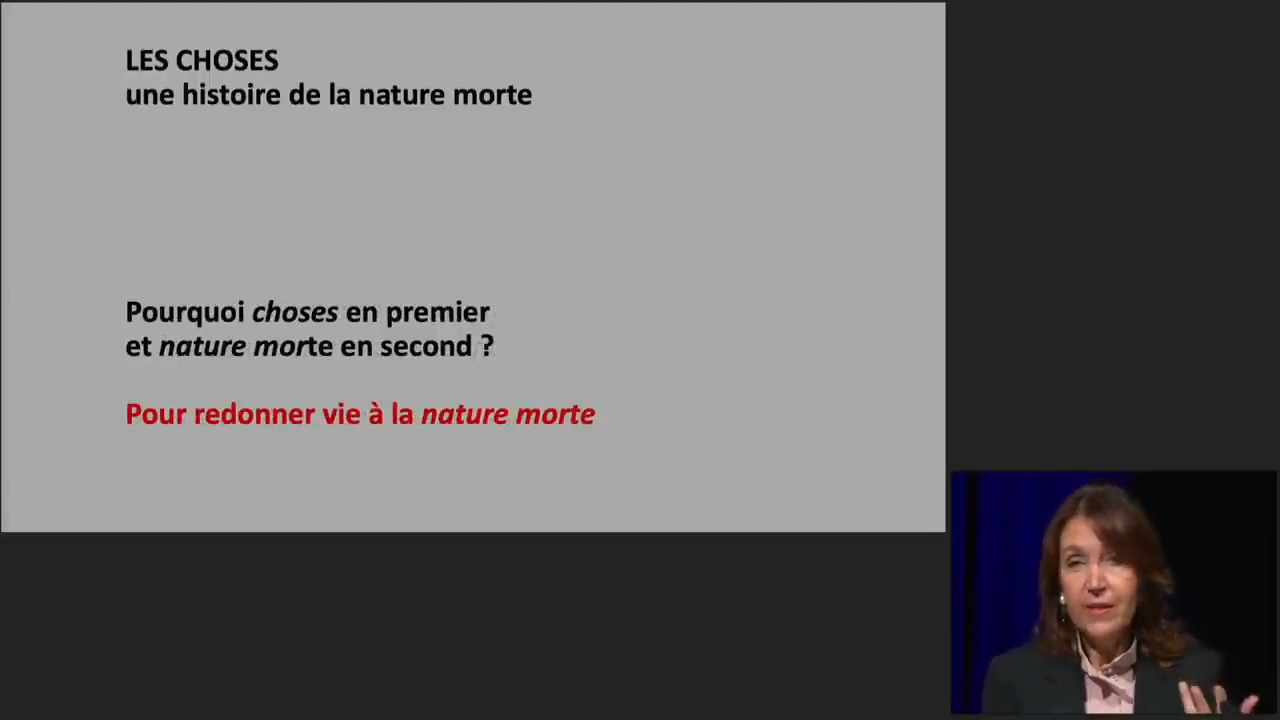 LES CHOSES
une histoire de la nature morte
Pourquoi choses en premier
et nature morte en second ?
Pour redonner vie à la nature morte